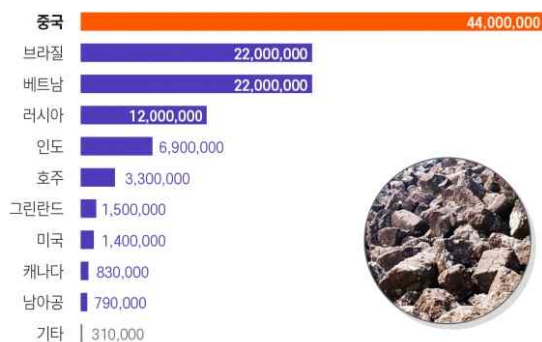 중국 44,000,000
브라질 22,000,000
베트남 22,000,000
러시아 12,000,000
인도 6,900,000
호주 3,300,000
그린란드 1,500,000
미국 1,400,000
캐나다 830,000
남아공 790,000
기타 310,000